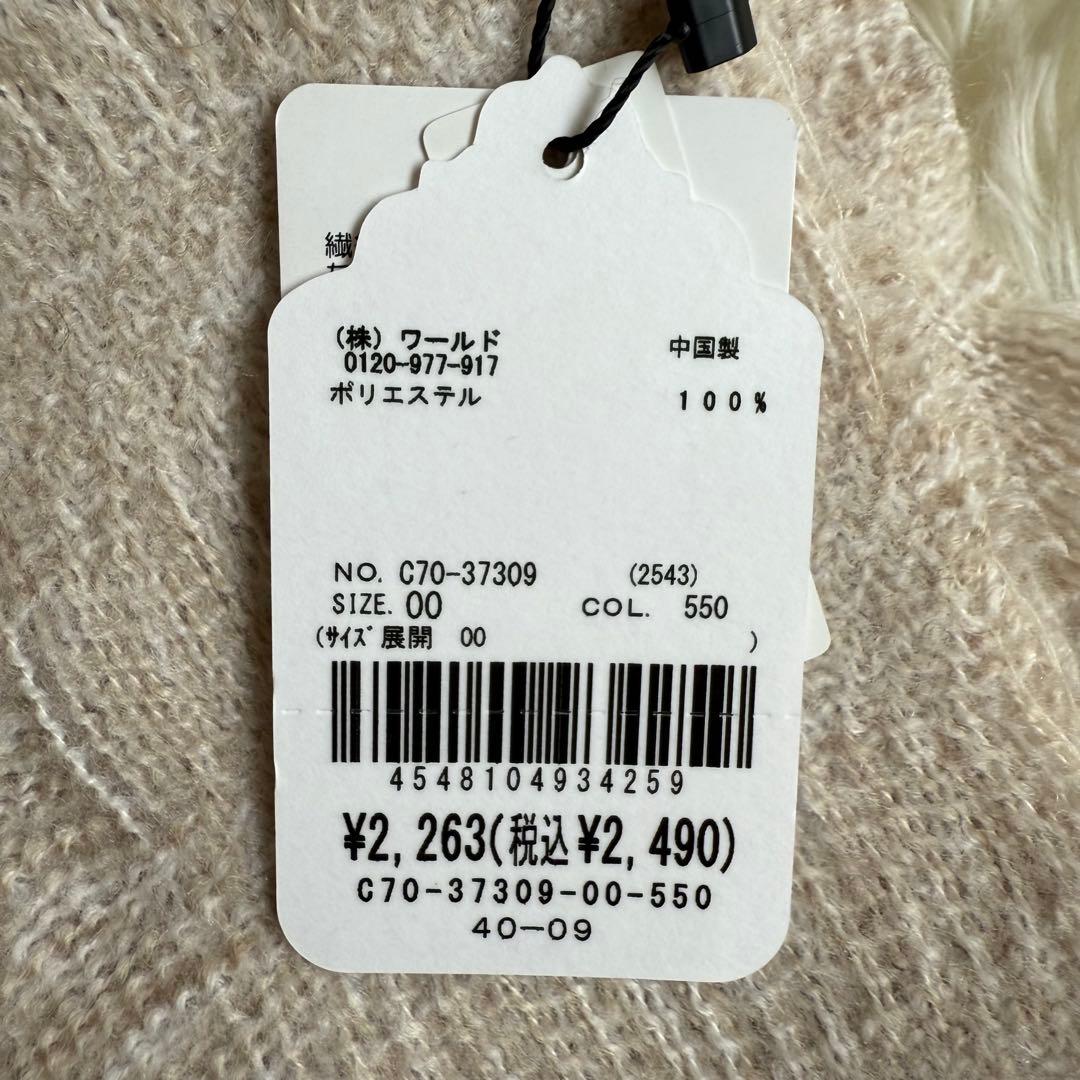 繊
(株) ワールド 中国製
0120-977-917
ポリエステル 100%
NO. C70-37309 (2543)
SIZE. 00 COL. 550
(ｻｲｽﾞ展開 00 )
4548104934259
¥2,263(税込¥2,490)
C70-37309-00-550
40-09